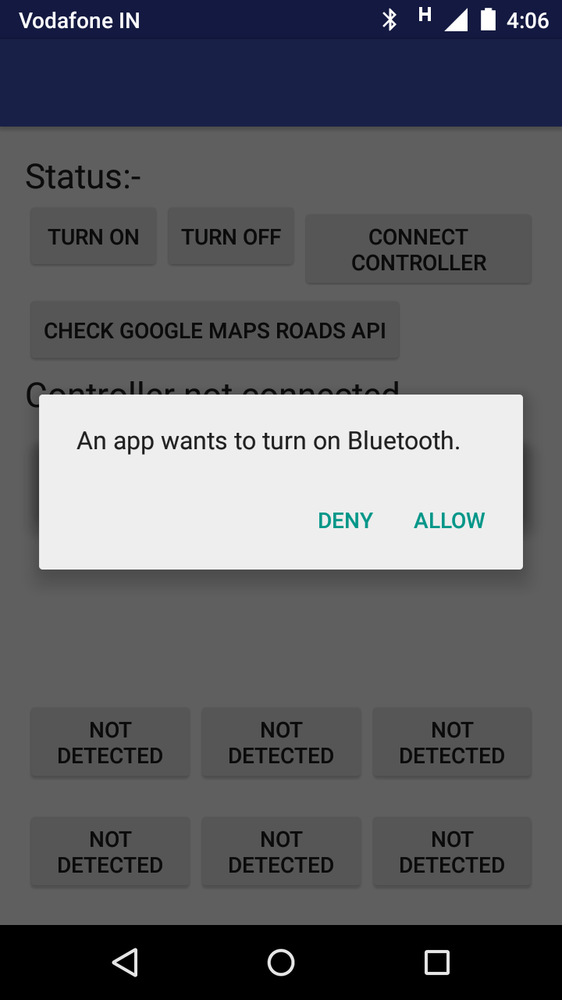 Vodafone IN
H
4:06
Status:-
TURN ON
TURN OFF
CONNECT
CONTROLLER
CHECK GOOGLE MAPS ROADS API
Controller not connected
An app wants to turn on Bluetooth.
DENY
ALLOW
NOT
DETECTED
NOT
DETECTED
NOT
DETECTED
NOT
DETECTED
NOT
DETECTED
NOT
DETECTED